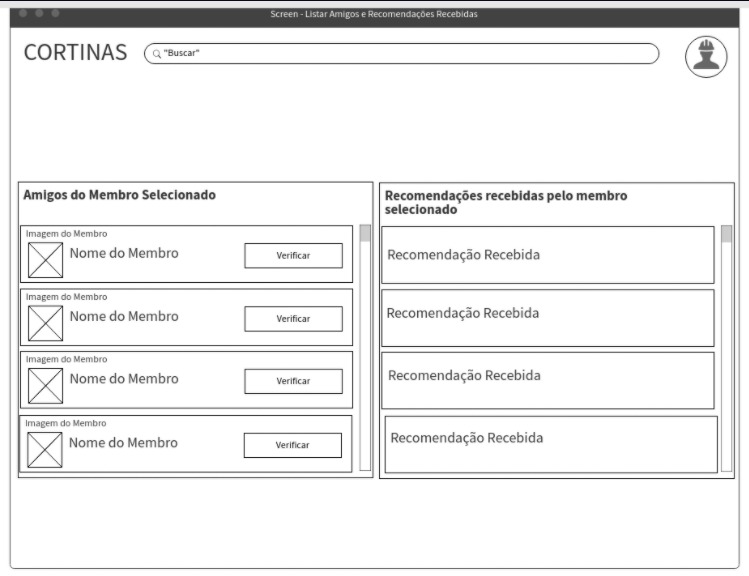 Screen - Listar Amigos e Recomendações Recebidas
CORTINAS
"Buscar"
Amigos do Membro Selecionado
Imagem do Membro
Nome do Membro
Verificar
Imagem do Membro
Nome do Membro
Verificar
Imagem do Membro
Nome do Membro
Verificar
Imagem do Membro
Nome do Membro
Verificar
Recomendações recebidas pelo membro
selecionado
Recomendação Recebida
Recomendação Recebida
Recomendação Recebida
Recomendação Recebida